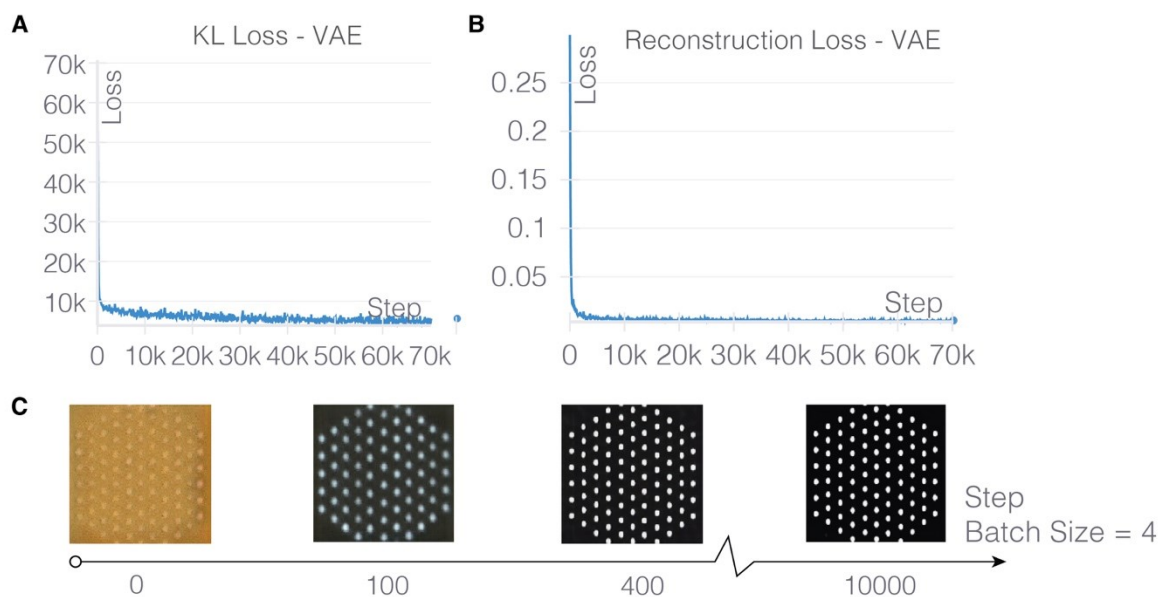 A
KL Loss - VAE
Loss
70k
60k
50k
40k
30k
20k
10k
Step
0 10k 20k 30k 40k 50k 60k 70k
B
Reconstruction Loss - VAE
Loss
0.25
0.2
0.15
0.1
0.05
Step
0 10k 20k 30k 40k 50k 60k 70k
C
Step
Batch Size = 4
0 100 400 10000